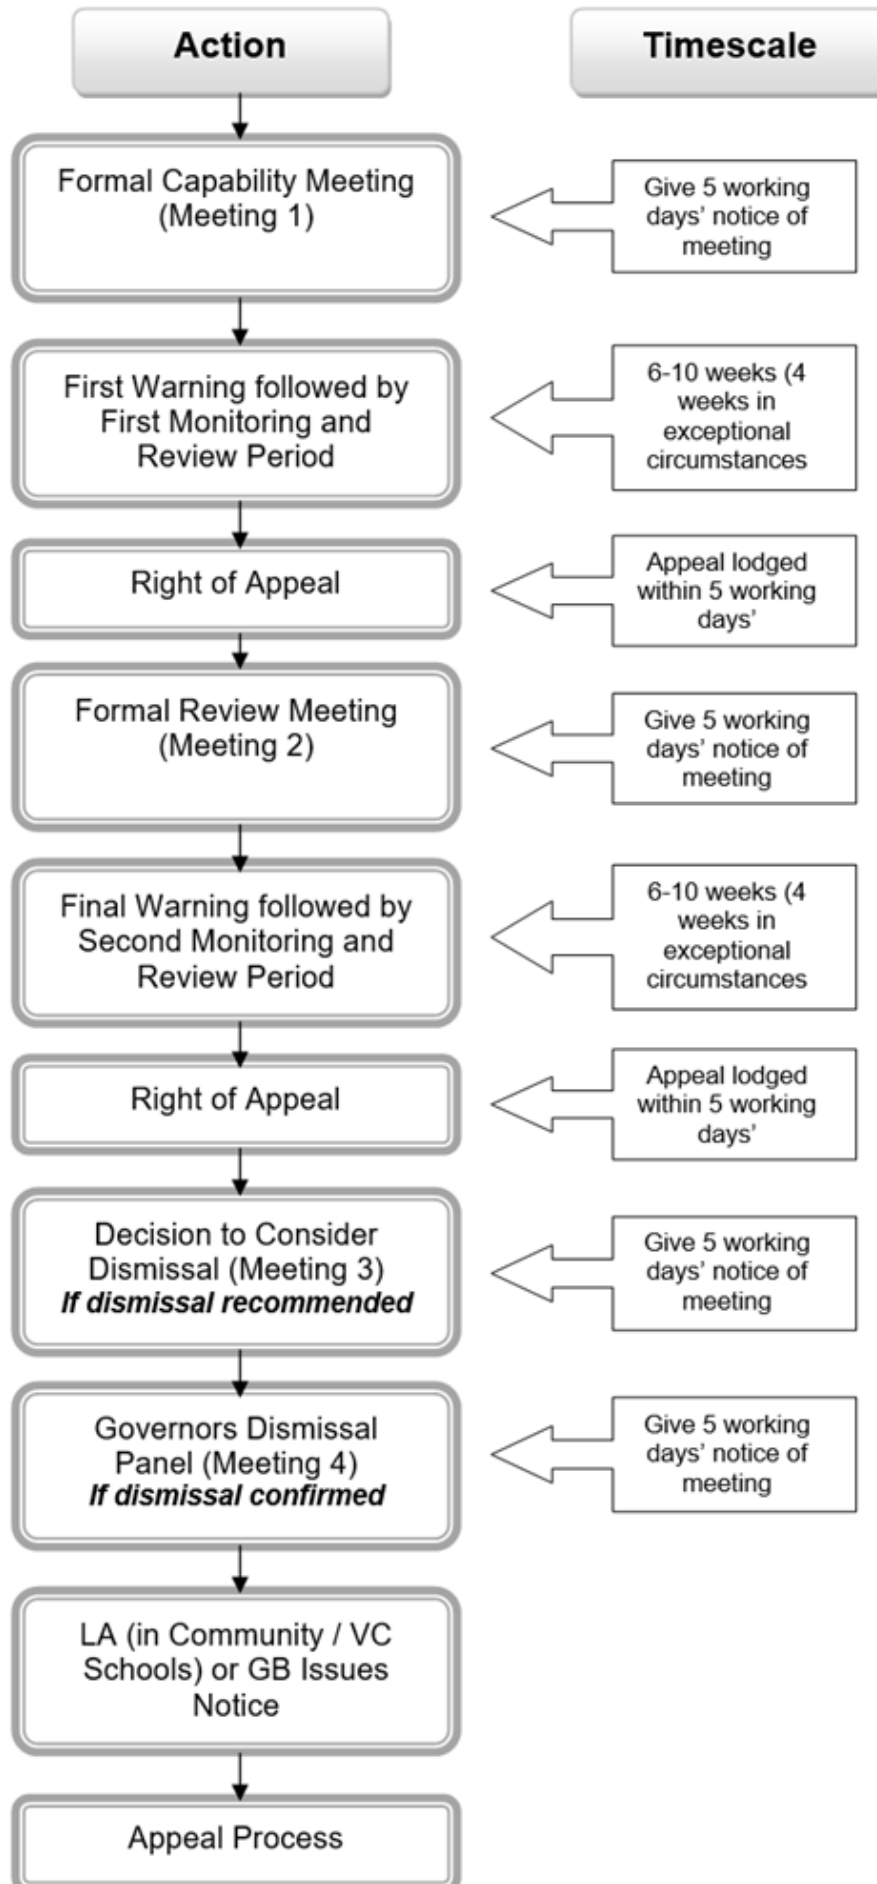 Action
Timescale
Formal Capability Meeting
(Meeting 1)
Give 5 working
days' notice of
meeting
First Warning followed by
First Monitoring and
Review Period
6-10 weeks (4
weeks in
exceptional
circumstances
Right of Appeal
Appeal lodged
within 5 working
days'
Formal Review Meeting
(Meeting 2)
Give 5 working
days' notice of
meeting
Final Warning followed by
Second Monitoring and
Review Period
6-10 weeks (4
weeks in
exceptional
circumstances
Right of Appeal
Appeal lodged
within 5 working
days'
Decision to Consider
Dismissal (Meeting 3)
If dismissal recommended
Give 5 working
days' notice of
meeting
Governors Dismissal
Panel (Meeting 4)
If dismissal confirmed
Give 5 working
days' notice of
meeting
LA (in Community / VC
Schools) or GB Issues
Notice
Appeal Process